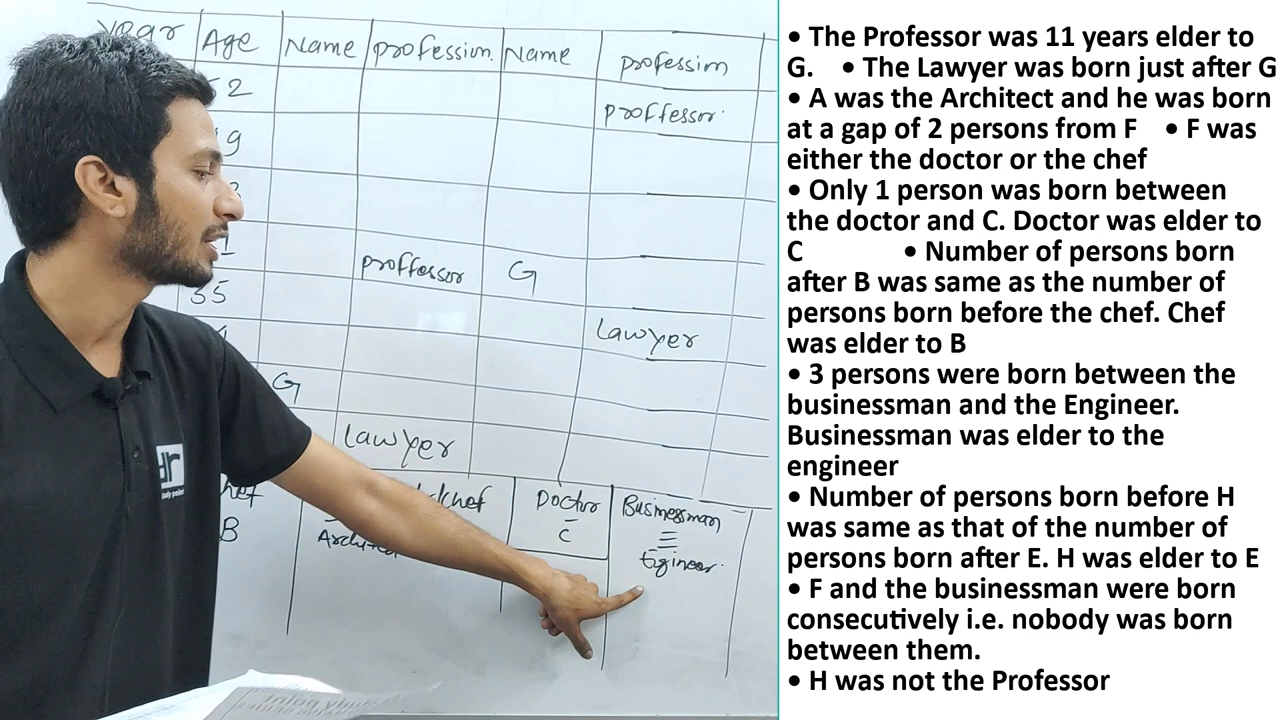 year Age Name profession. Name profession
52
proffessor.
9
proffessor G
35
Lawyer
G
Lawyer
B
Doctor
C
Businessman
Engineer.
dr
• The Professor was 11 years elder to
G. • The Lawyer was born just after G
• A was the Architect and he was born
at a gap of 2 persons from F • F was
either the doctor or the chef
• Only 1 person was born between
the doctor and C. Doctor was elder to
C • Number of persons born
after B was same as the number of
persons born before the chef. Chef
was elder to B
• 3 persons were born between the
businessman and the Engineer.
Businessman was elder to the
engineer
• Number of persons born before H
was same as that of the number of
persons born after E. H was elder to E
• F and the businessman were born
consecutively i.e. nobody was born
between them.
• H was not the Professor